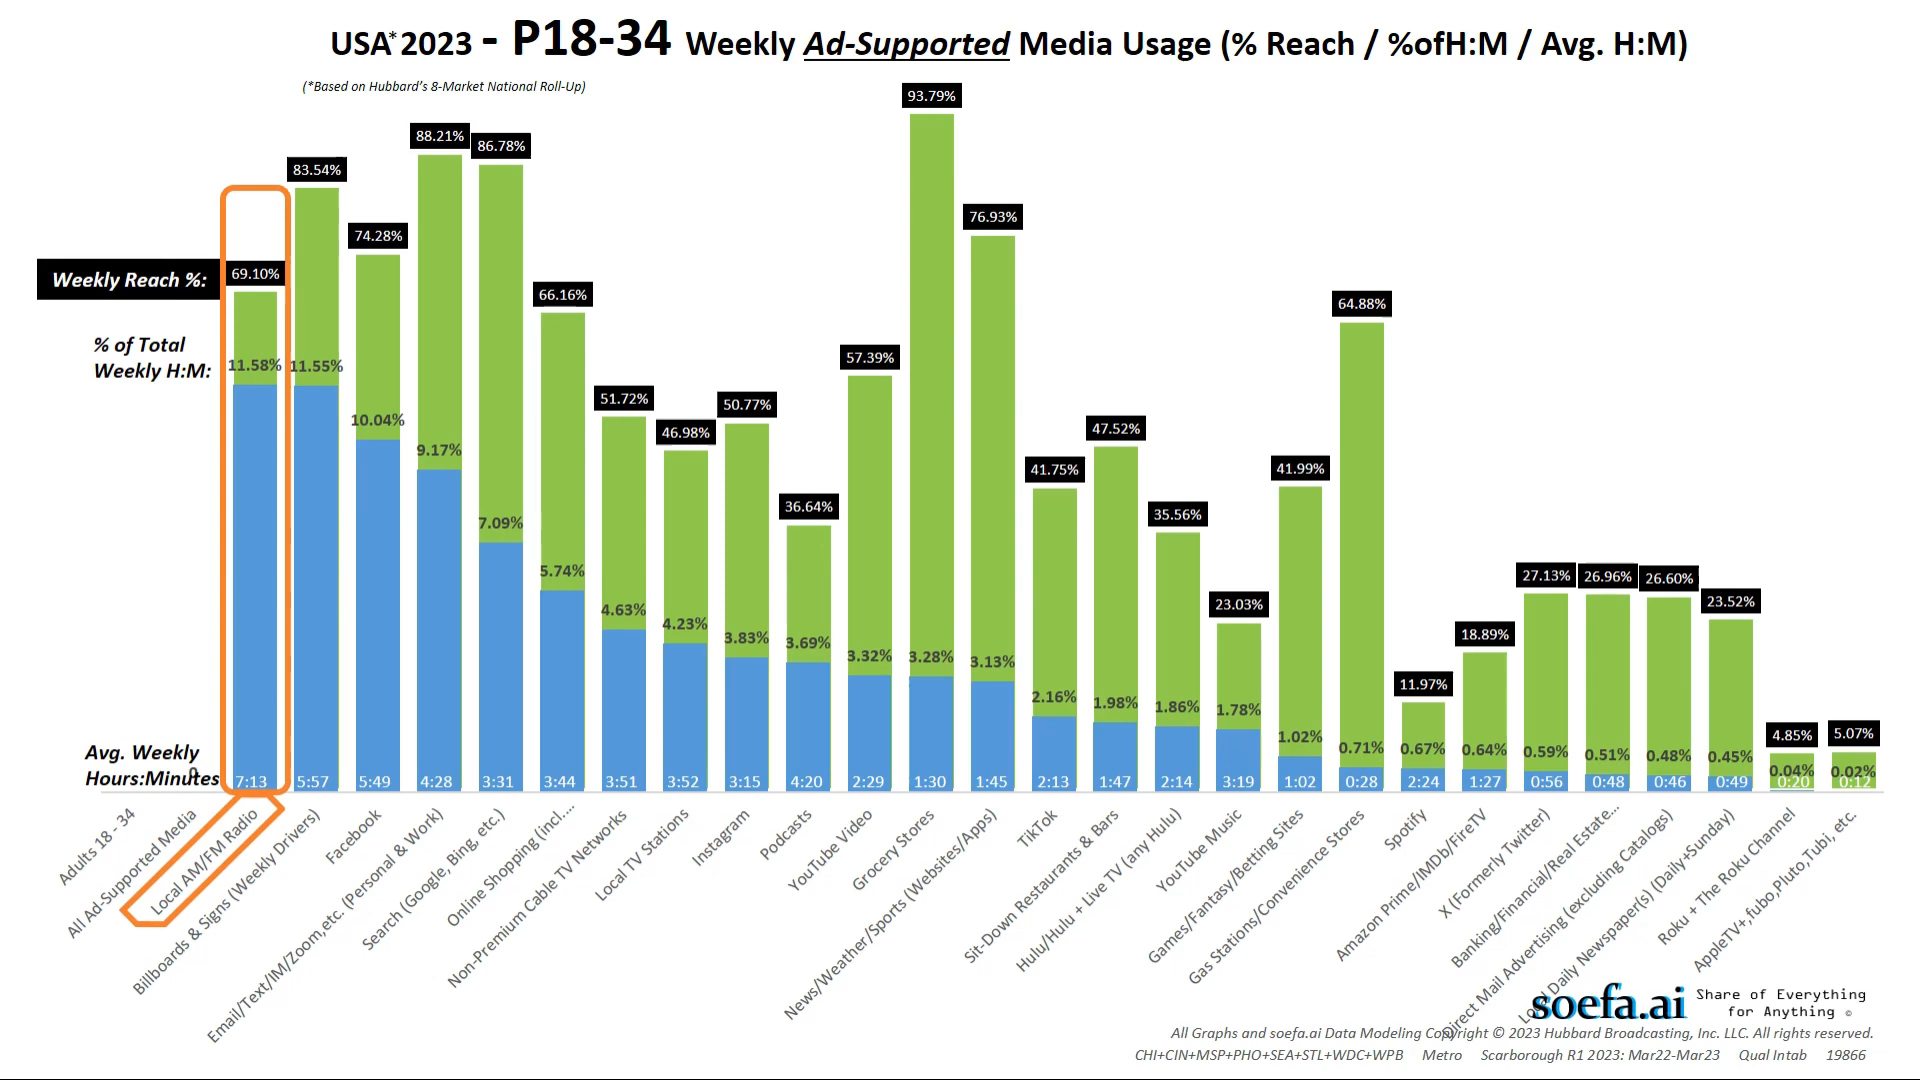 USA*2023 - P18-34 Weekly Ad-Supported Media Usage (% Reach / %ofH:M / Avg. H:M)
(*Based on Hubbard's 8-Market National Roll-Up)
Weekly Reach %:
69.10% 83.54% 74.28% 88.21% 86.78% 66.16% 51.72% 46.98% 50.77% 36.64% 57.39% 93.79% 76.93% 41.75% 47.52% 35.56% 23.03% 41.99% 64.88% 11.97% 18.89% 27.13% 26.96% 26.60% 23.52% 4.85% 5.07%
% of Total
Weekly H:M:
11.58% 11.55% 10.04% 9.17% 7.09% 5.74% 4.63% 4.23% 3.83% 3.69% 3.32% 3.28% 3.13% 2.16% 1.98% 1.86% 1.78% 1.02% 0.71% 0.67% 0.64% 0.59% 0.51% 0.48% 0.45% 0.04% 0.02%
Avg. Weekly
Hours:Minutes
0
7:13 5:57 5:49 4:28 3:31 3:44 3:51 3:52 3:15 4:20 2:29 1:30 1:45 2:13 1:47 2:14 3:19 1:02 0:28 2:24 1:27 0:56 0:48 0:46 0:49 0:20 0:12
Adults 18 - 34
All Ad-Supported Media
Local AM/FM Radio
Billboards & Signs (Weekly Drivers)
Facebook
Email/Text/IM/Zoom,etc. (Personal & Work)
Search (Google, Bing, etc.)
Online Shopping (incl....
Non-Premium Cable TV Networks
Local TV Stations
Instagram
Podcasts
YouTube Video
Grocery Stores
News/Weather/Sports (Websites/Apps)
TikTok
Sit-Down Restaurants & Bars
Hulu/Hulu + Live TV (any Hulu)
YouTube Music
Games/Fantasy/Betting Sites
Gas Stations/Convenience Stores
Spotify
Amazon Prime/IMDb/FireTV
X (Formerly Twitter)
Banking/Financial/Real Estate...
Direct Mail Advertising (excluding Catalogs)
Local Daily Newspaper(s) (Daily+Sunday)
Roku + The Roku Channel
AppleTV+,fubo,Pluto,Tubi, etc.
soefa.ai Share of Everything
for Anything ©
All Graphs and soefa.ai Data Modeling Copyright © 2023 Hubbard Broadcasting, Inc. LLC. All rights reserved.
CHI+CIN+MSP+PHO+SEA+STL+WDC+WPB Metro Scarborough R1 2023: Mar22-Mar23 Qual Intab 19866